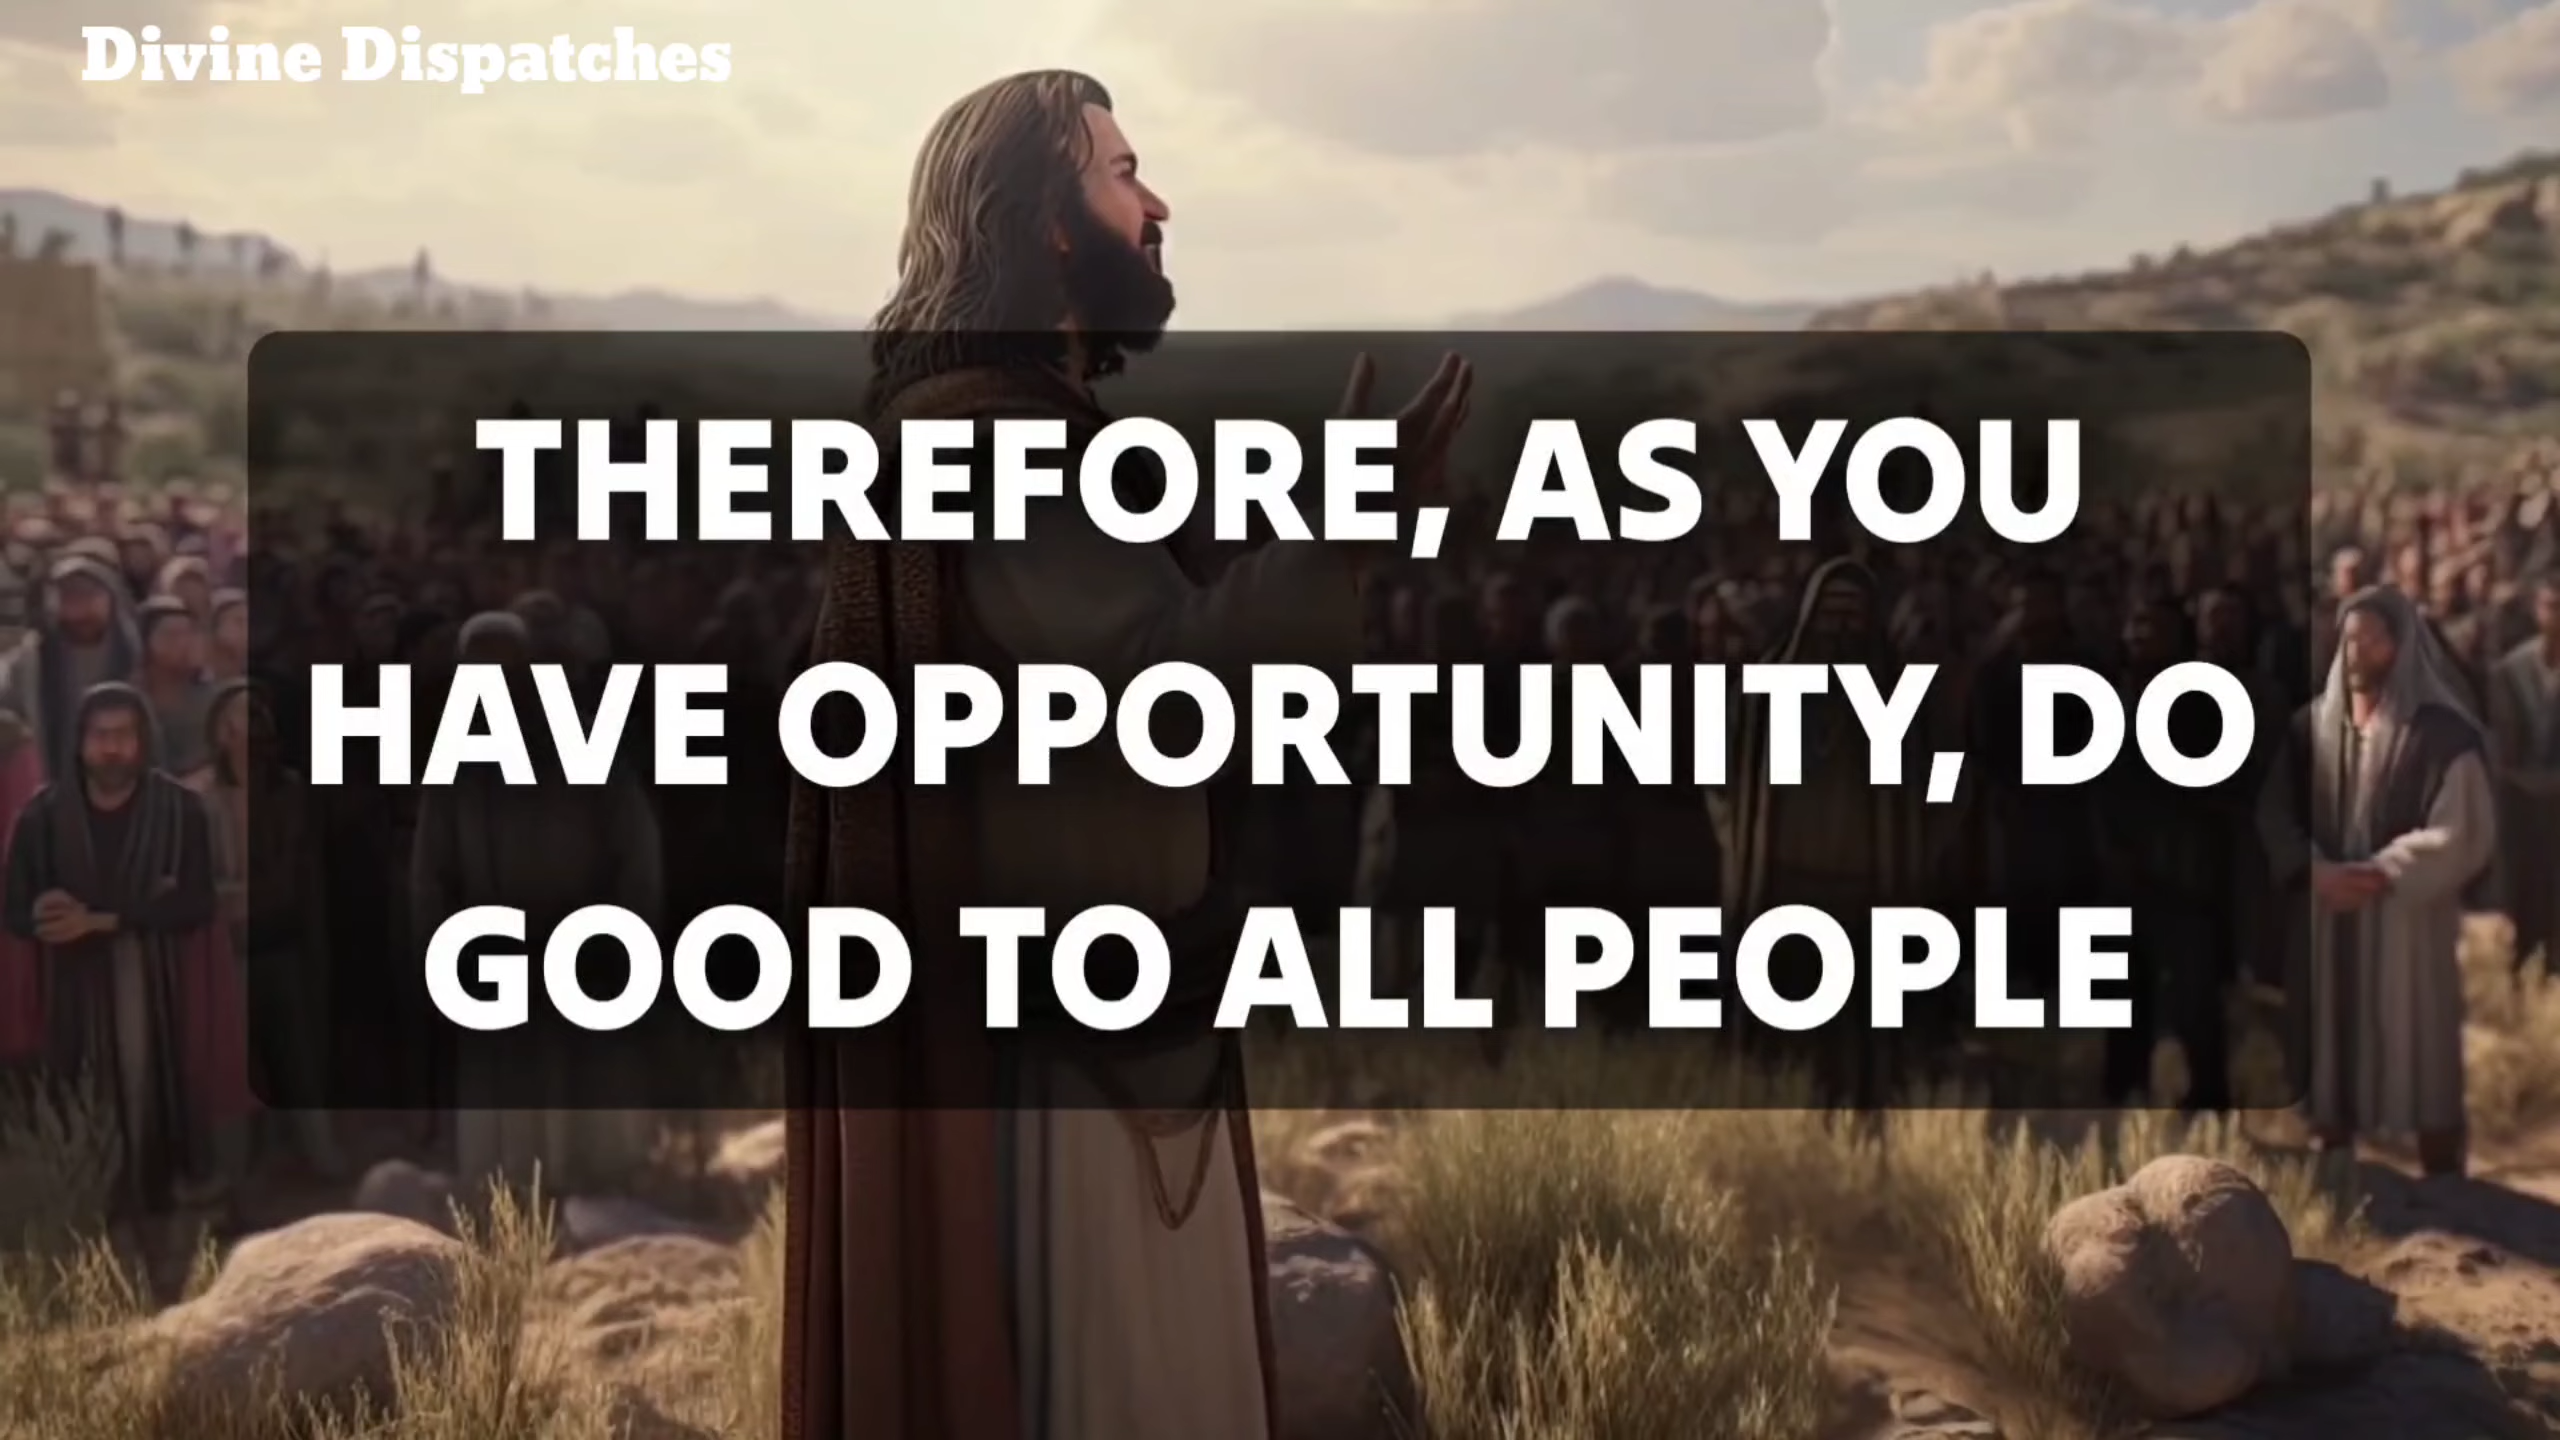 Divine Dispatches
THEREFORE, AS YOU
HAVE OPPORTUNITY, DO
GOOD TO ALL PEOPLE